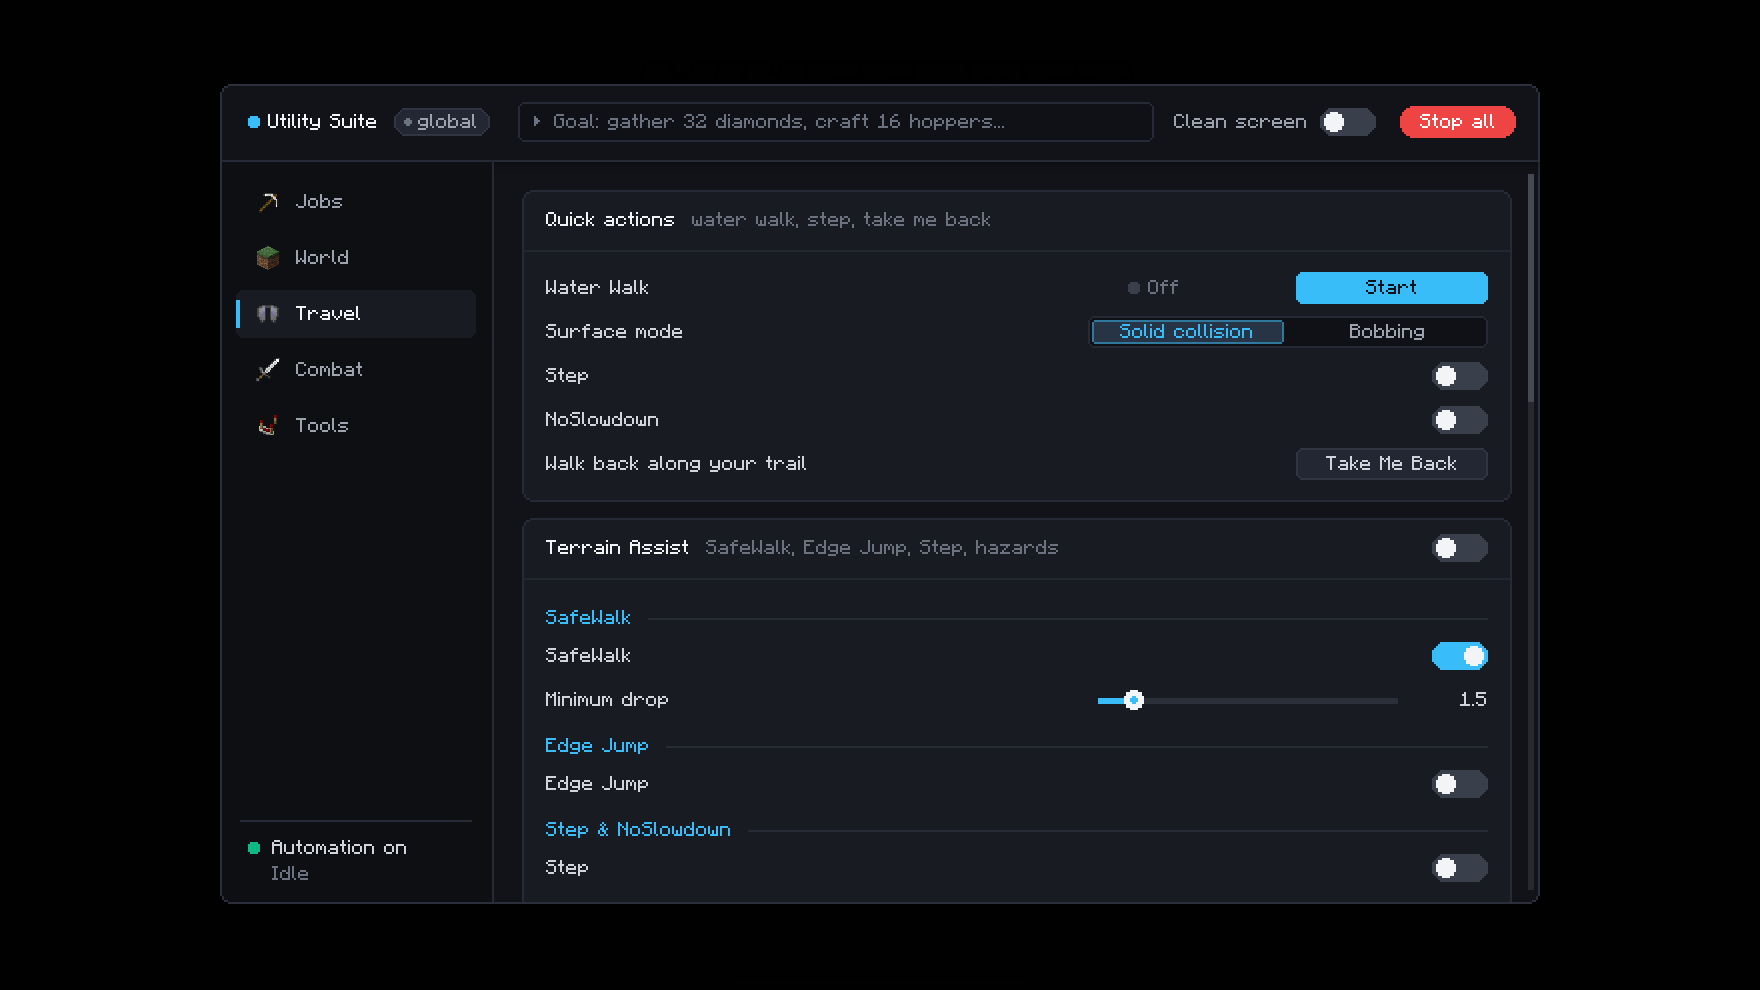 Utility Suite
global
Goal: gather 32 diamonds, craft 16 hoppers...
Clean screen
Stop all
Jobs
World
Travel
Combat
Tools
Automation on
Idle
Quick actions water walk, step, take me back
Water Walk Off Start
Surface mode Solid collision Bobbing
Step
NoSlowdown
Walk back along your trail Take Me Back
Terrain Assist SafeWalk, Edge Jump, Step, hazards
SafeWalk
SafeWalk
Minimum drop 1.5
Edge Jump
Edge Jump
Step & NoSlowdown
Step